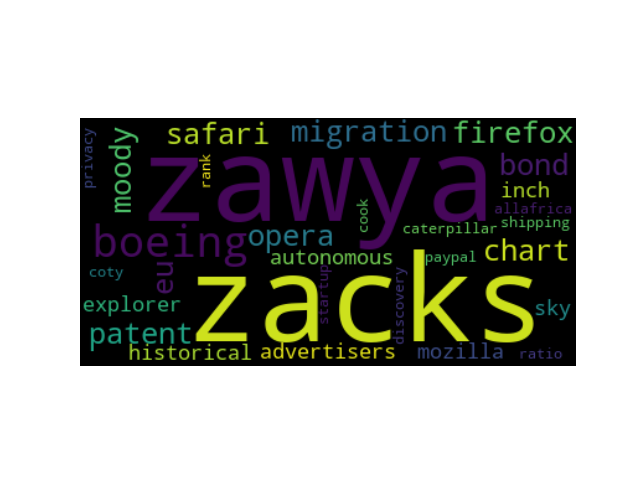 safari migration firefox
privacy moody rank zawya bond
inch
allafrica
cook shipping
boeing opera caterpillar
autonomous paypal chart
coty eu startup discovery
explorer zacks sky
patent
historical advertisers mozilla ratio